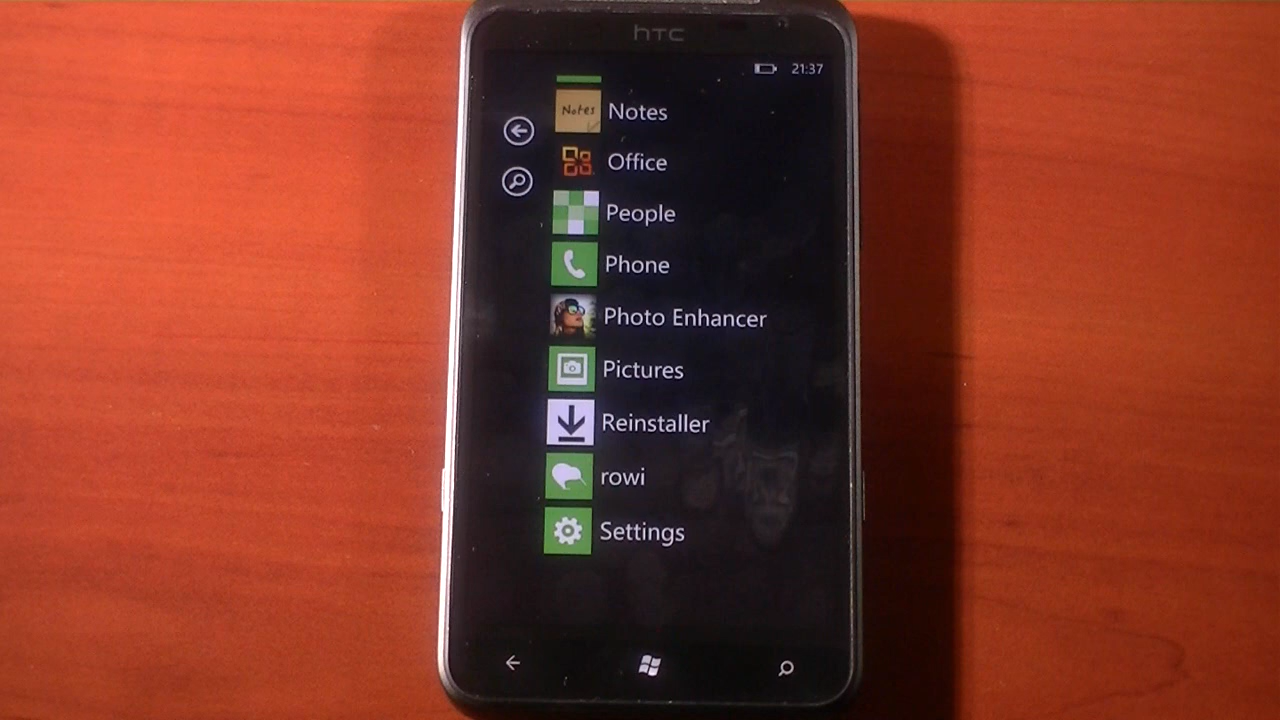 hTC
21:37
Notes
Notes
Office
People
Phone
Photo Enhancer
Pictures
Reinstaller
rowi
Settings